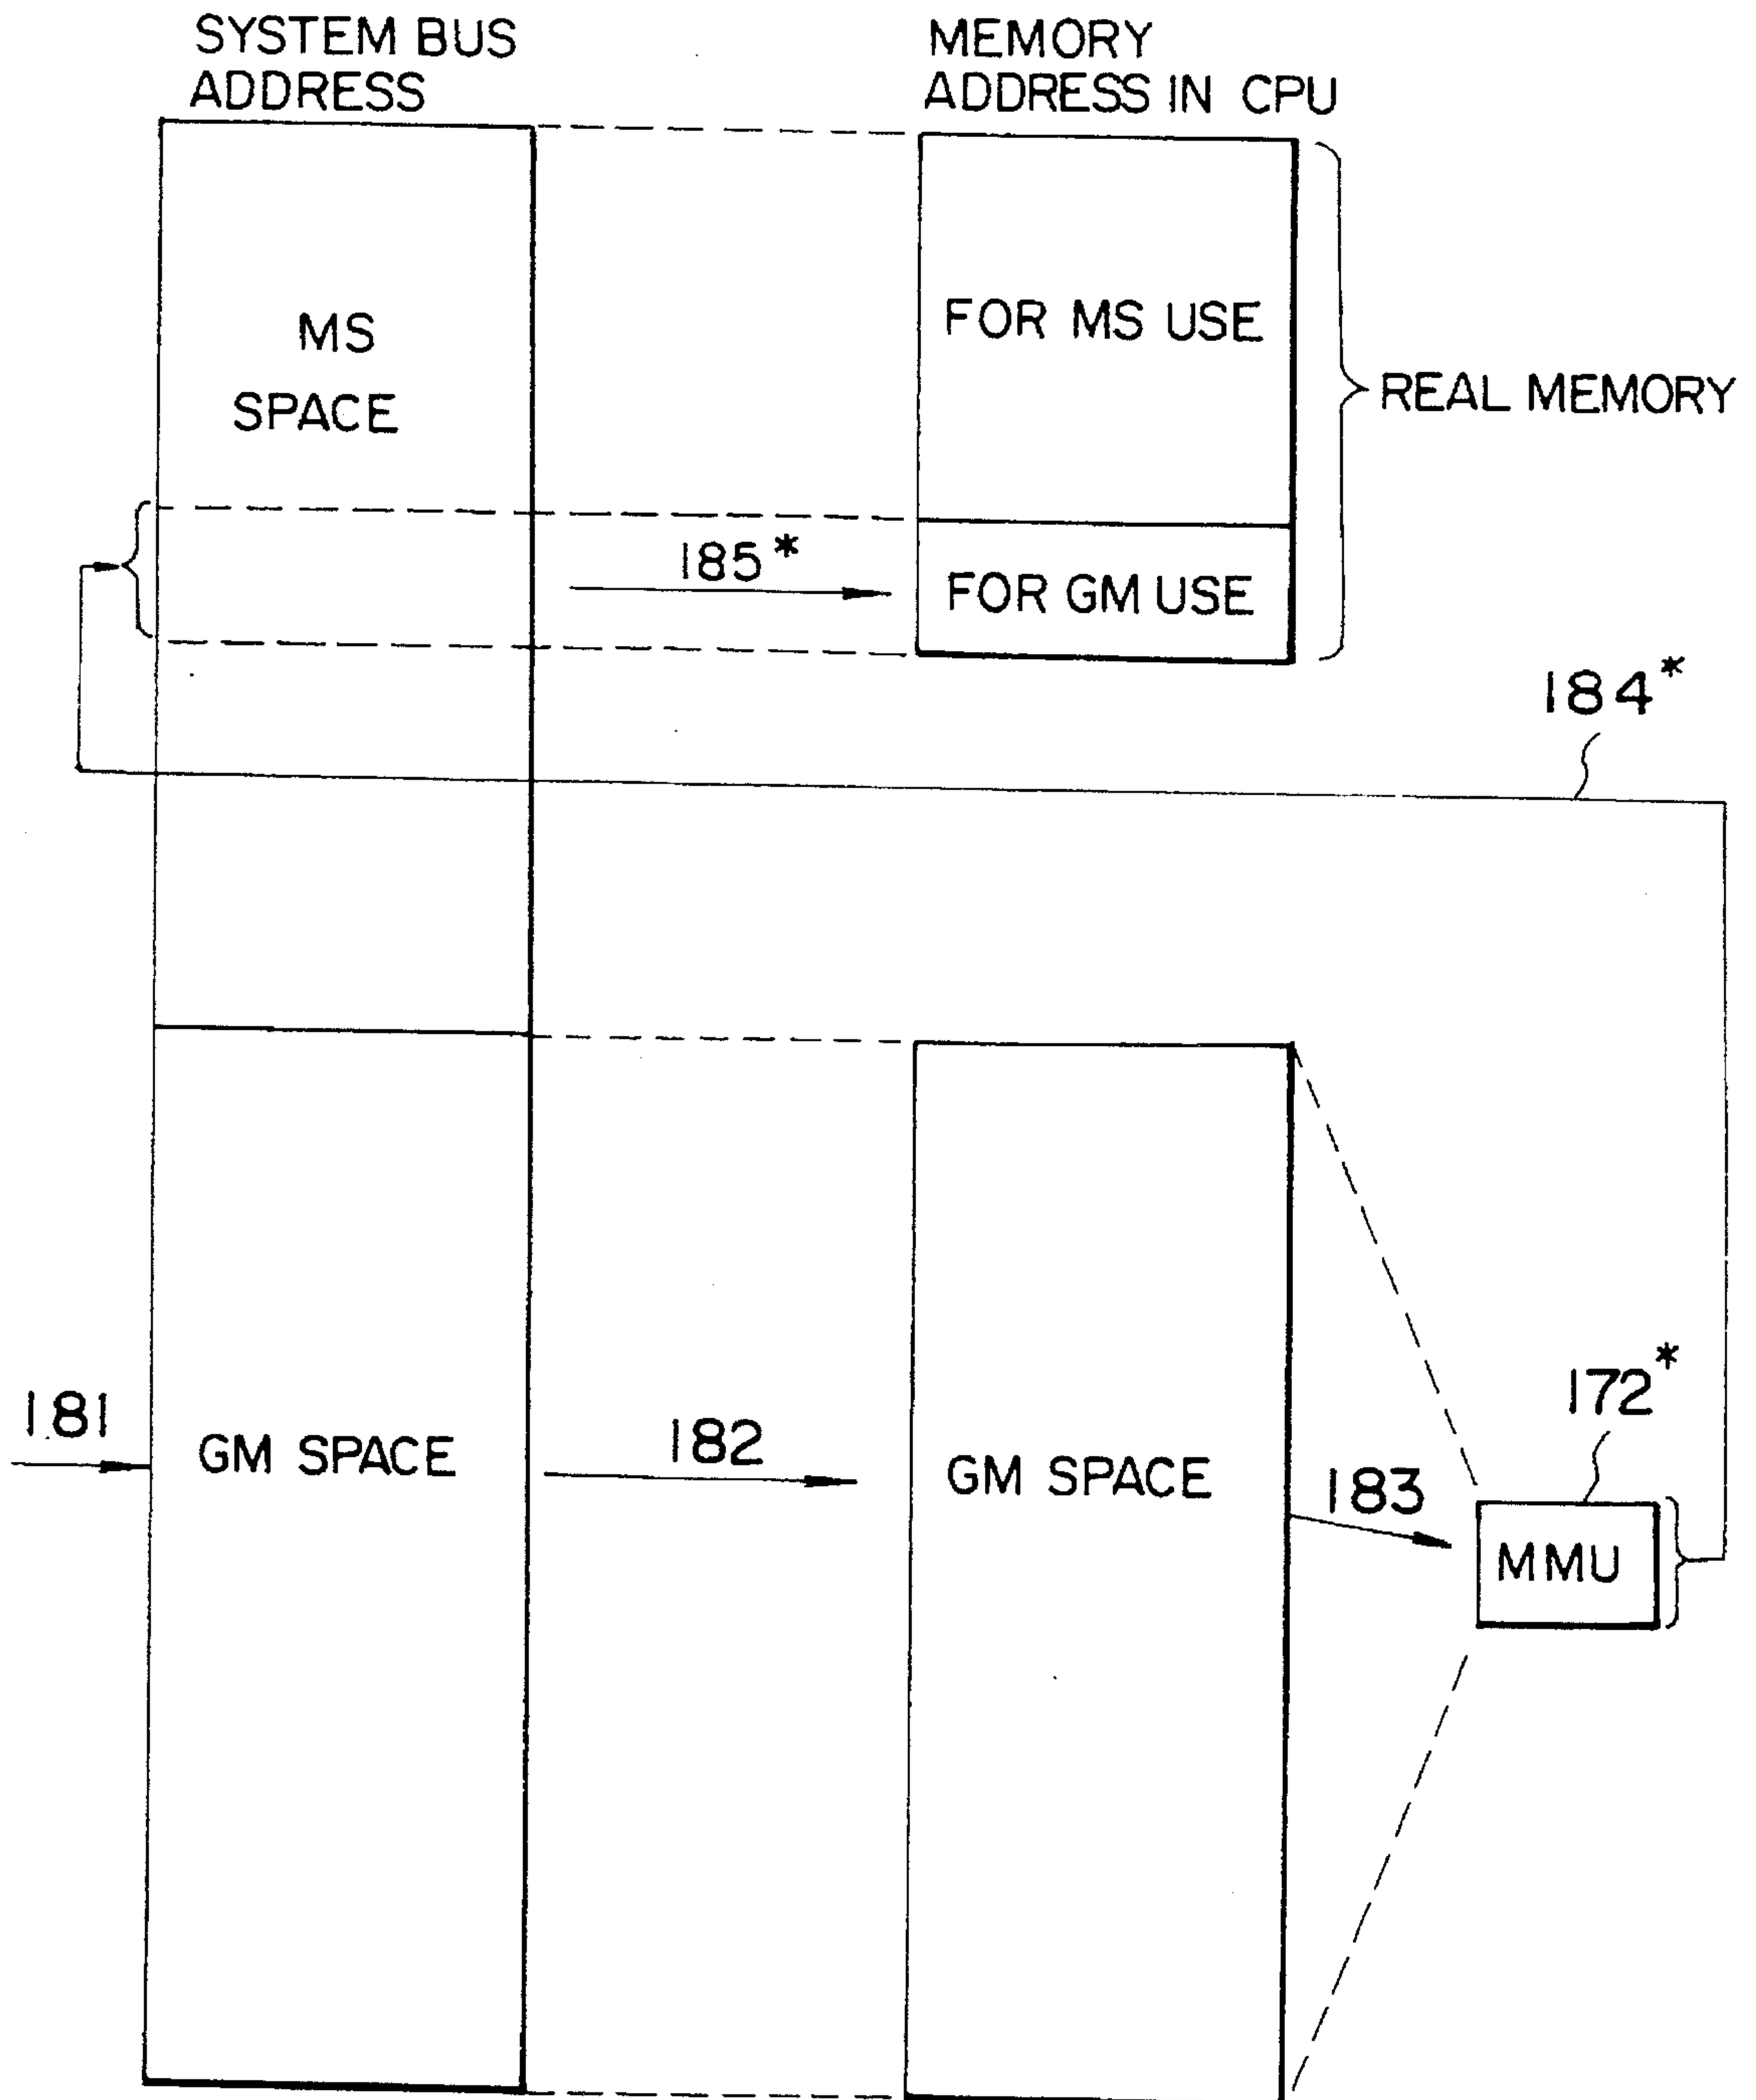 SYSTEM BUS
ADDRESS
MEMORY
ADDRESS IN CPU
MS
SPACE
FOR MS USE
REAL MEMORY
185*
FOR GM USE
184*
181
GM SPACE
182
GM SPACE
183
172*
MMU